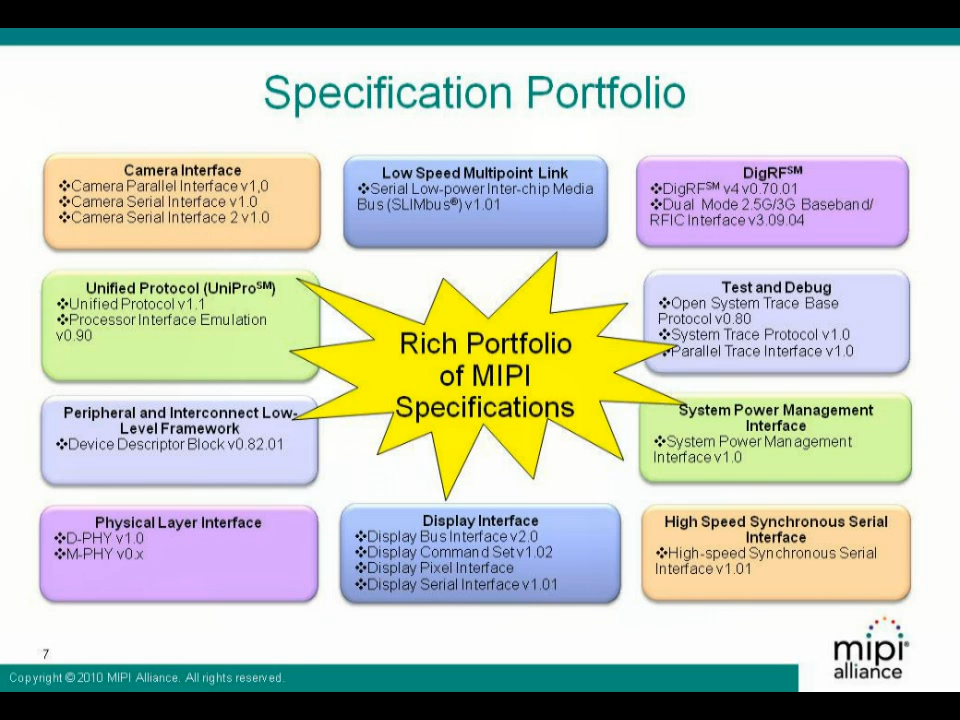 Specification Portfolio
Camera Interface
❖Camera Parallel Interface v1,0
❖Camera Serial Interface v1.0
❖Camera Serial Interface 2 v1.0
Low Speed Multipoint Link
❖Serial Low-power Inter-chip Media
Bus (SLIMbus®) v1.01
DigRF℠
❖DigRF℠ v4 v0.70.01
❖Dual Mode 2.5G/3G Baseband/
RFIC Interface v3.09.04
Unified Protocol (UniPro℠)
❖Unified Protocol v1.1
❖Processor Interface Emulation
v0.90
Rich Portfolio
of MIPI
Specifications
Test and Debug
❖Open System Trace Base
Protocol v0.80
❖System Trace Protocol v1.0
❖Parallel Trace Interface v1.0
Peripheral and Interconnect Low-
Level Framework
❖Device Descriptor Block v0.82.01
System Power Management
Interface
❖System Power Management
Interface v1.0
Physical Layer Interface
❖D-PHY v1.0
❖M-PHY v0.x
Display Interface
❖Display Bus Interface v2.0
❖Display Command Set v1.02
❖Display Pixel Interface
❖Display Serial Interface v1.01
High Speed Synchronous Serial
Interface
❖High-speed Synchronous Serial
Interface v1.01
7
mipi®
alliance
Copyright © 2010 MIPI Alliance. All rights reserved.